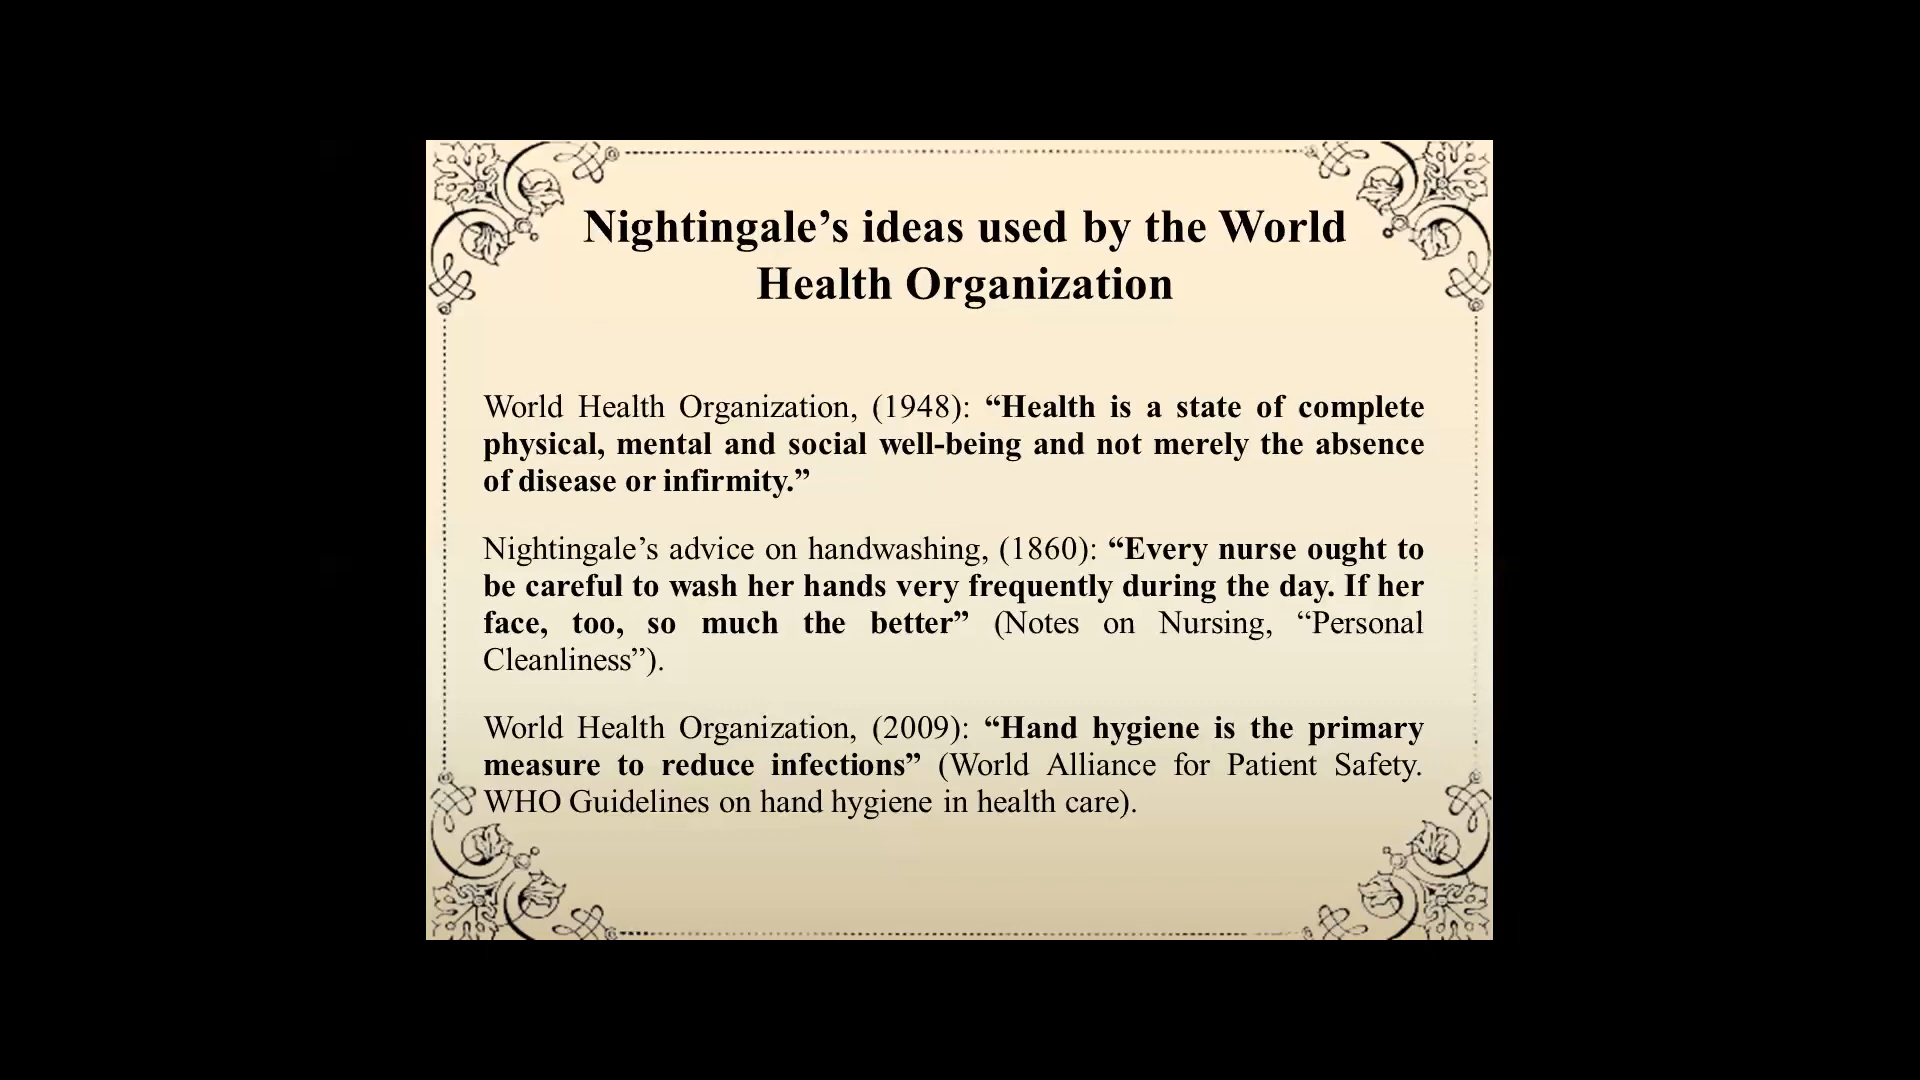 Nightingale’s ideas used by the World
Health Organization
World Health Organization, (1948): “Health is a state of complete
physical, mental and social well-being and not merely the absence
of disease or infirmity.”
Nightingale’s advice on handwashing, (1860): “Every nurse ought to
be careful to wash her hands very frequently during the day. If her
face, too, so much the better” (Notes on Nursing, “Personal
Cleanliness”).
World Health Organization, (2009): “Hand hygiene is the primary
measure to reduce infections” (World Alliance for Patient Safety.
WHO Guidelines on hand hygiene in health care).